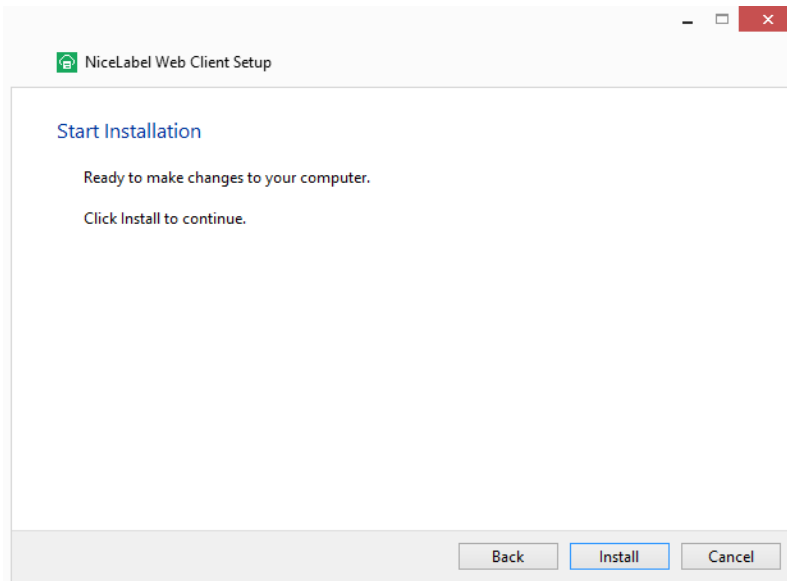 NiceLabel Web Client Setup
Start Installation
Ready to make changes to your computer.
Click Install to continue.
Back Install Cancel